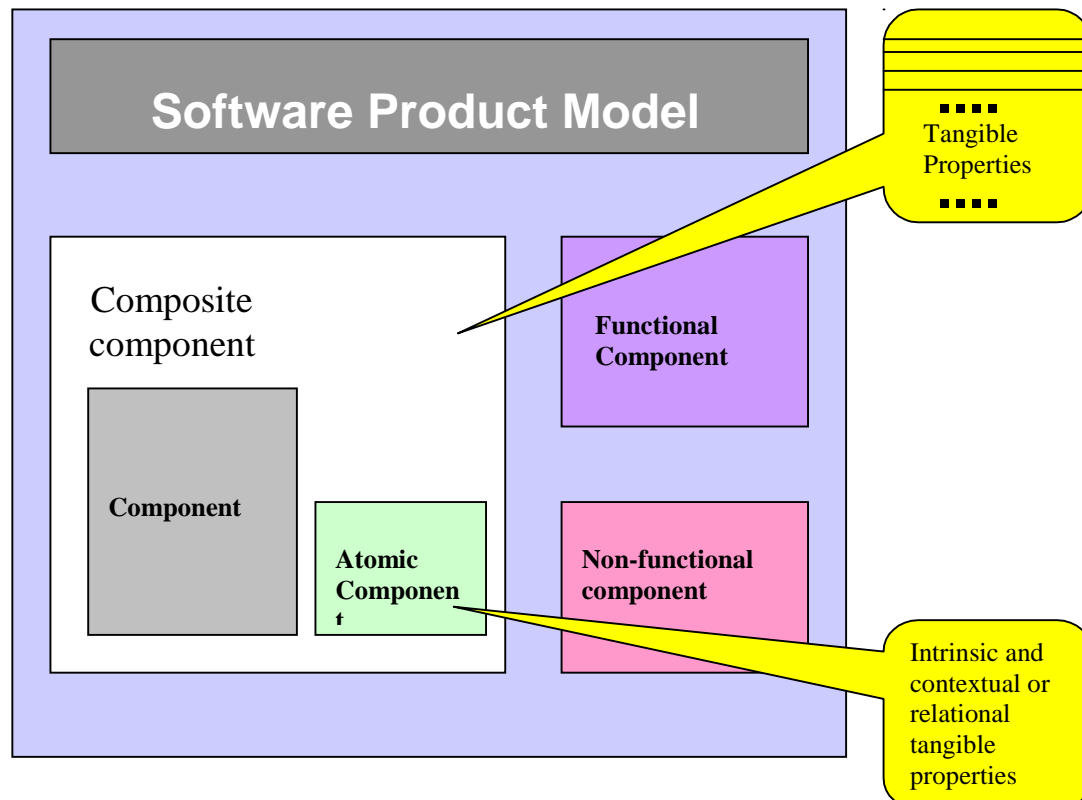 Software Product Model
Tangible
Properties
Composite
component
Functional
Component
Component
Atomic
Componen
t
Non-functional
component
Intrinsic and
contextual or
relational
tangible
properties